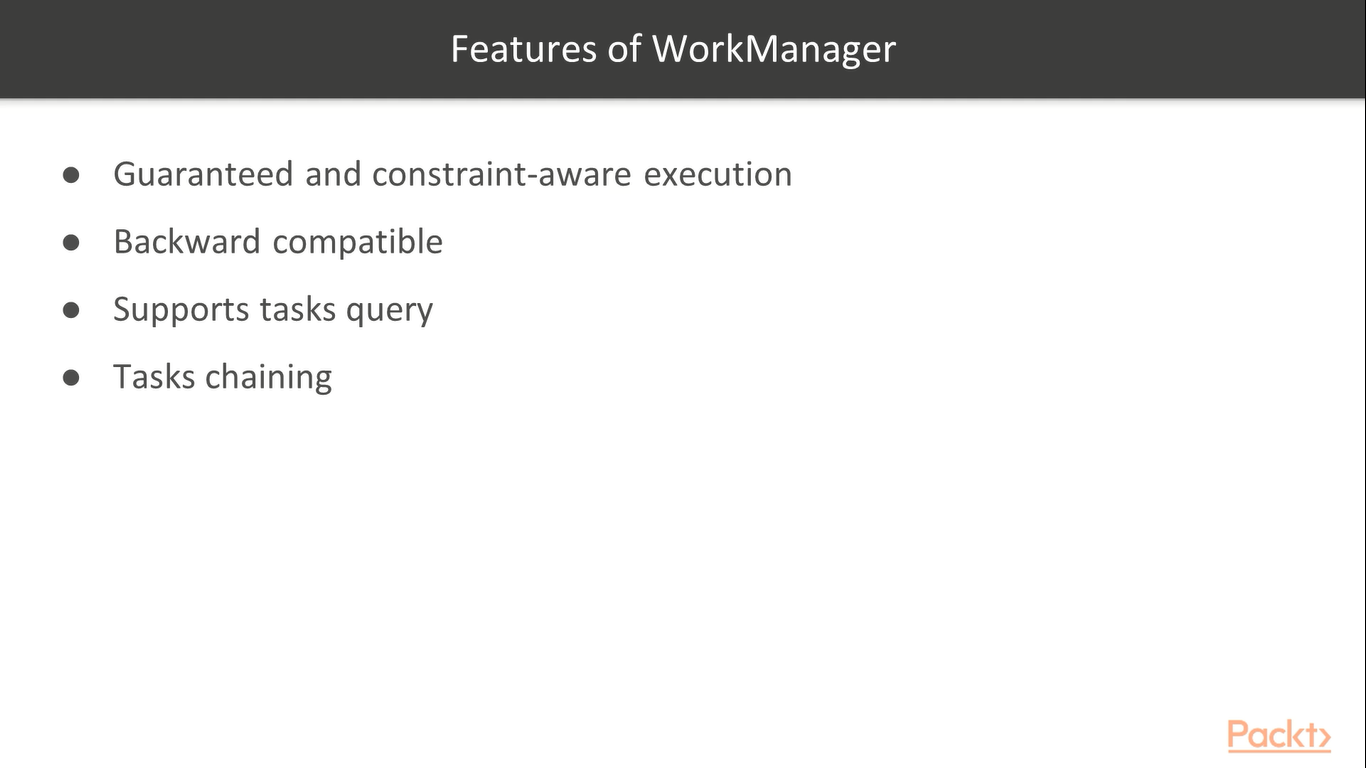 Features of WorkManager
● Guaranteed and constraint-aware execution
● Backward compatible
● Supports tasks query
● Tasks chaining
Packt>